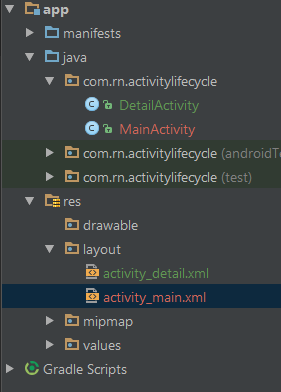 app
manifests
java
com.rn.activitylifecycle
DetailActivity
MainActivity
com.rn.activitylifecycle (androidTe
com.rn.activitylifecycle (test)
res
drawable
layout
activity_detail.xml
activity_main.xml
mipmap
values
Gradle Scripts